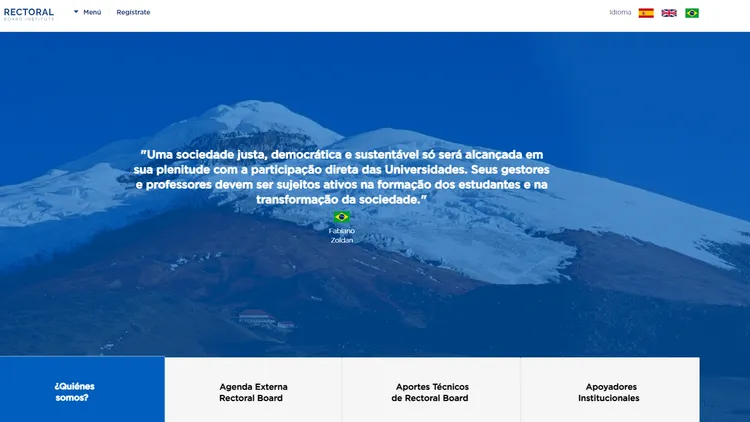 RECTORAL
BOARD INSTITUTE
Menú
Regístrate
Idioma
"Uma sociedade justa, democrática e sustentável só será alcançada em
sua plenitude com a participação direta das Universidades. Seus gestores
e professores devem ser sujeitos ativos na formação dos estudantes e na
transformação da sociedade."
Fabiano
Zoldan
¿Quiénes
somos?
Agenda Externa
Rectoral Board
Aportes Técnicos
de Rectoral Board
Apoyadores
Institucionales